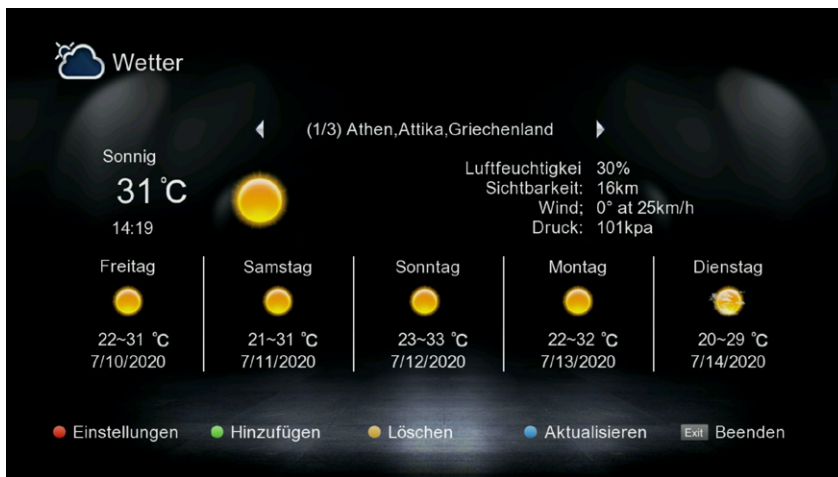 Wetter
(1/3) Athen,Attika,Griechenland
Sonnig
31 °C
14:19
Luftfeuchtigkei 30%
Sichtbarkeit: 16km
Wind; 0° at 25km/h
Druck: 101kpa
Freitag Samstag Sonntag Montag Dienstag
22~31 °C 21~31 °C 23~33 °C 22~32 °C 20~29 °C
7/10/2020 7/11/2020 7/12/2020 7/13/2020 7/14/2020
Einstellungen Hinzufügen Löschen Aktualisieren Exit Beenden